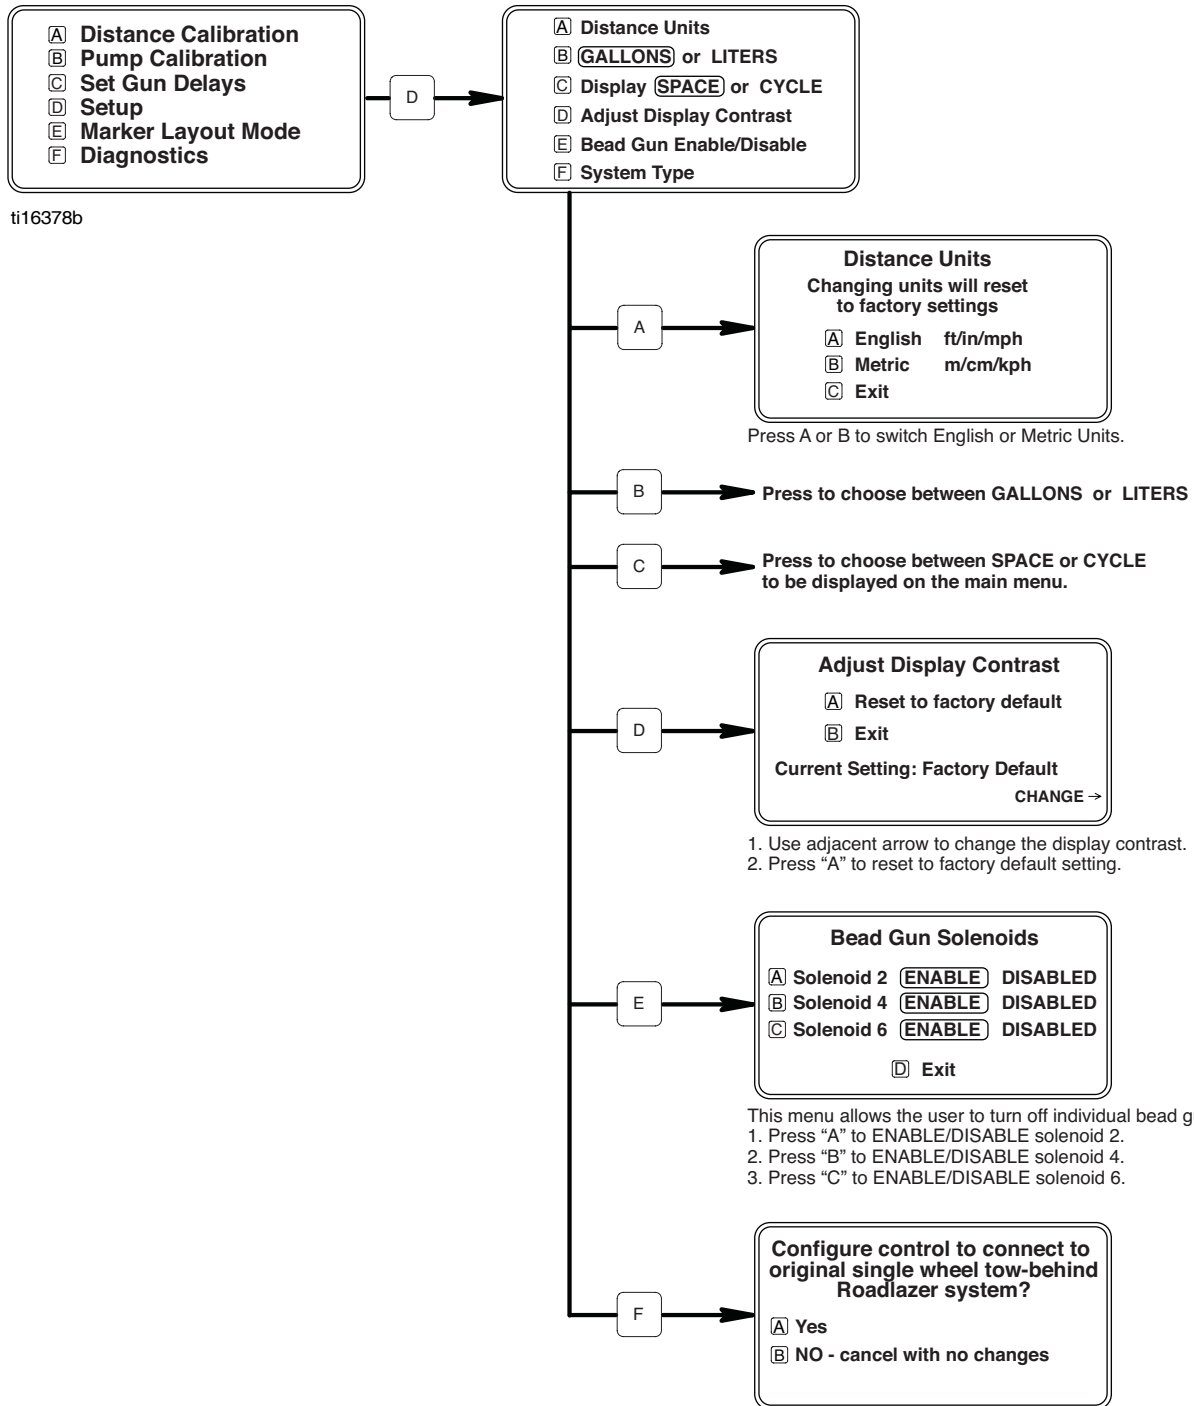 A Distance Calibration
B Pump Calibration
C Set Gun Delays
D Setup
E Marker Layout Mode
F Diagnostics
D
A Distance Units
B GALLONS or LITERS
C Display SPACE or CYCLE
D Adjust Display Contrast
E Bead Gun Enable/Disable
F System Type
ti16378b
A
Distance Units
Changing units will reset
to factory settings
A English ft/in/mph
B Metric m/cm/kph
C Exit
Press A or B to switch English or Metric Units.
B
Press to choose between GALLONS or LITERS
C
Press to choose between SPACE or CYCLE
to be displayed on the main menu.
D
Adjust Display Contrast
A Reset to factory default
B Exit
Current Setting: Factory Default
CHANGE →
1. Use adjacent arrow to change the display contrast.
2. Press “A” to reset to factory default setting.
E
Bead Gun Solenoids
A Solenoid 2 ENABLE DISABLED
B Solenoid 4 ENABLE DISABLED
C Solenoid 6 ENABLE DISABLED
D Exit
This menu allows the user to turn off individual bead g
1. Press “A” to ENABLE/DISABLE solenoid 2.
2. Press “B” to ENABLE/DISABLE solenoid 4.
3. Press “C” to ENABLE/DISABLE solenoid 6.
F
Configure control to connect to
original single wheel tow-behind
Roadlazer system?
A Yes
B NO - cancel with no changes